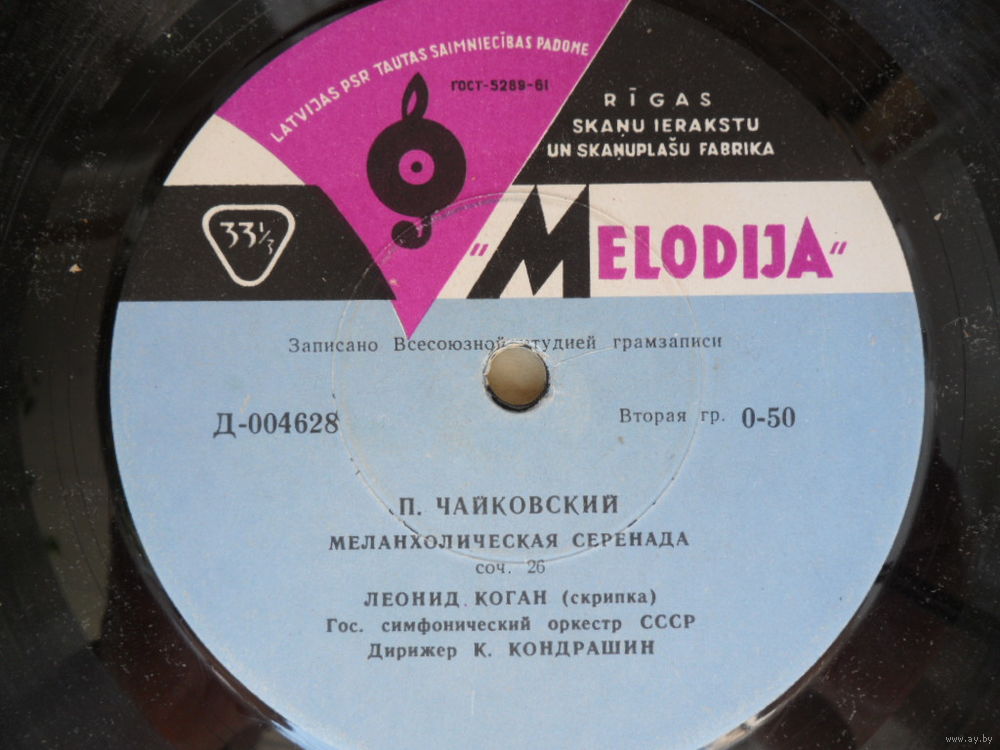 LATVIJAS PSR TAUTAS SAIMNIECĪBAS PADOME
ГОСТ-5289-61
RĪGAS
SKAŅU IERAKSTU
UN SKAŅUPLAŠU FABRIKA
33 1/3
"MELODIJA"
Записано Всесоюзной студией грамзаписи
Д-004628
Вторая гр. 0-50
П. ЧАЙКОВСКИЙ
МЕЛАНХОЛИЧЕСКАЯ СЕРЕНАДА
соч. 26
ЛЕОНИД КОГАН (скрипка)
Гос. симфонический оркестр СССР
Дирижер К. КОНДРАШИН
www.ay.by